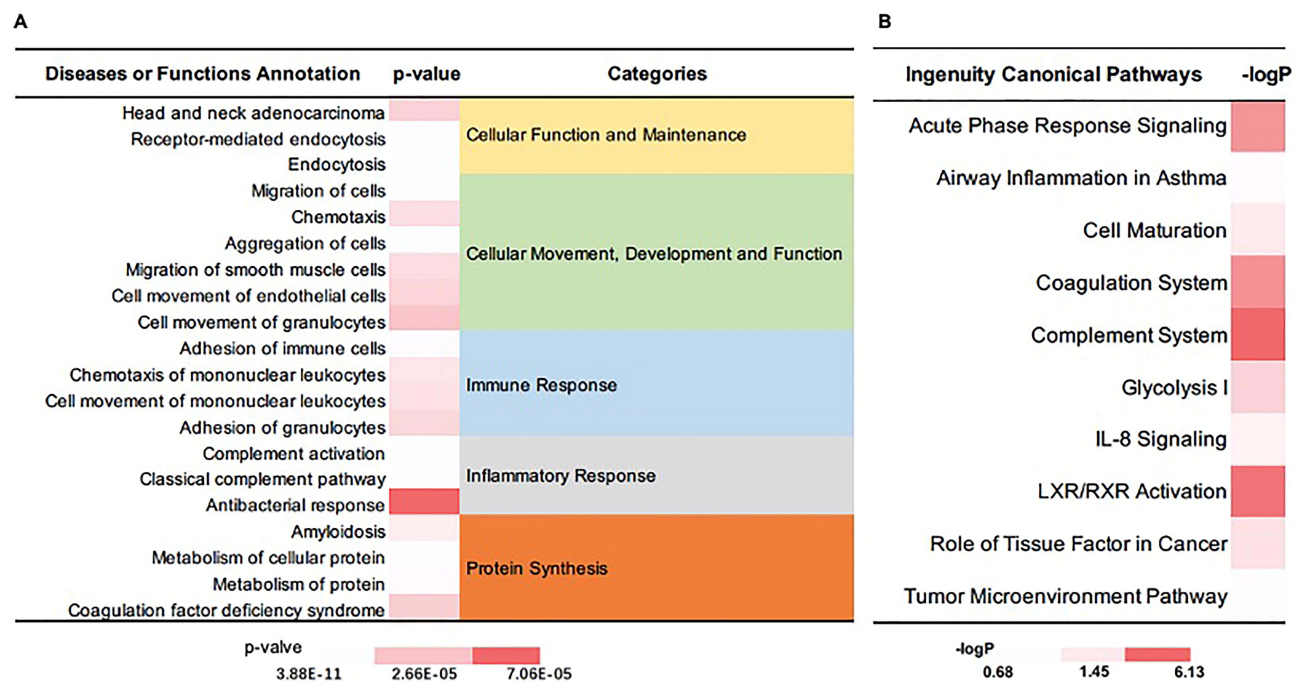 A
Diseases or Functions Annotation p-value Categories
Head and neck adenocarcinoma
Receptor-mediated endocytosis
Endocytosis
Cellular Function and Maintenance
Migration of cells
Chemotaxis
Aggregation of cells
Migration of smooth muscle cells
Cell movement of endothelial cells
Cell movement of granulocytes
Cellular Movement, Development and Function
Adhesion of immune cells
Chemotaxis of mononuclear leukocytes
Cell movement of mononuclear leukocytes
Adhesion of granulocytes
Immune Response
Complement activation
Classical complement pathway
Antibacterial response
Inflammatory Response
Amyloidosis
Metabolism of cellular protein
Metabolism of protein
Coagulation factor deficiency syndrome
Protein Synthesis
p-valve
3.88E-11 2.66E-05 7.06E-05
B
Ingenuity Canonical Pathways -logP
Acute Phase Response Signaling
Airway Inflammation in Asthma
Cell Maturation
Coagulation System
Complement System
Glycolysis I
IL-8 Signaling
LXR/RXR Activation
Role of Tissue Factor in Cancer
Tumor Microenvironment Pathway
-logP
0.68 1.45 6.13